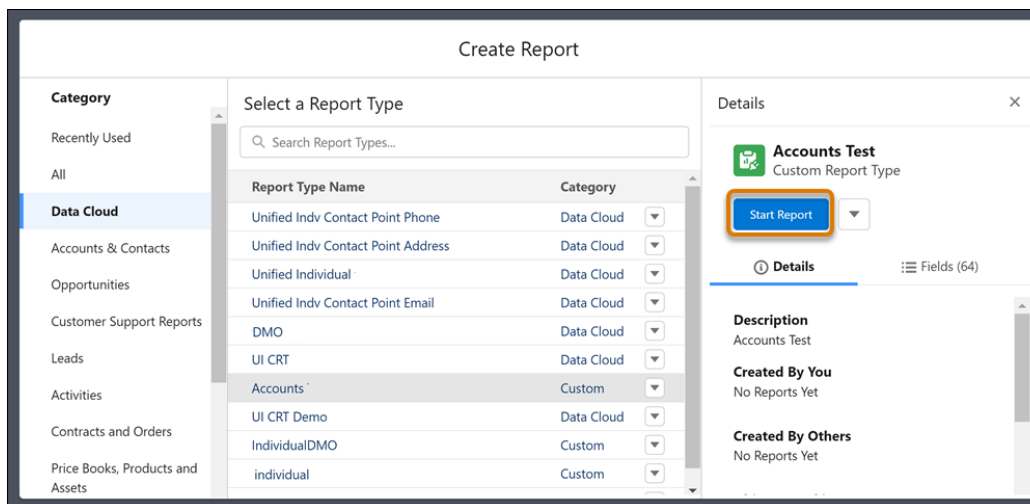 Create Report
Category
Recently Used
All
Data Cloud
Accounts & Contacts
Opportunities
Customer Support Reports
Leads
Activities
Contracts and Orders
Price Books, Products and
Assets
Select a Report Type
Search Report Types...
Report Type Name Category
Unified Indv Contact Point Phone Data Cloud
Unified Indv Contact Point Address Data Cloud
Unified Individual Data Cloud
Unified Indv Contact Point Email Data Cloud
DMO Data Cloud
UI CRT Data Cloud
Accounts Custom
UI CRT Demo Data Cloud
IndividualDMO Custom
individual Custom
Details
Accounts Test
Custom Report Type
Start Report
Details Fields (64)
Description
Accounts Test
Created By You
No Reports Yet
Created By Others
No Reports Yet